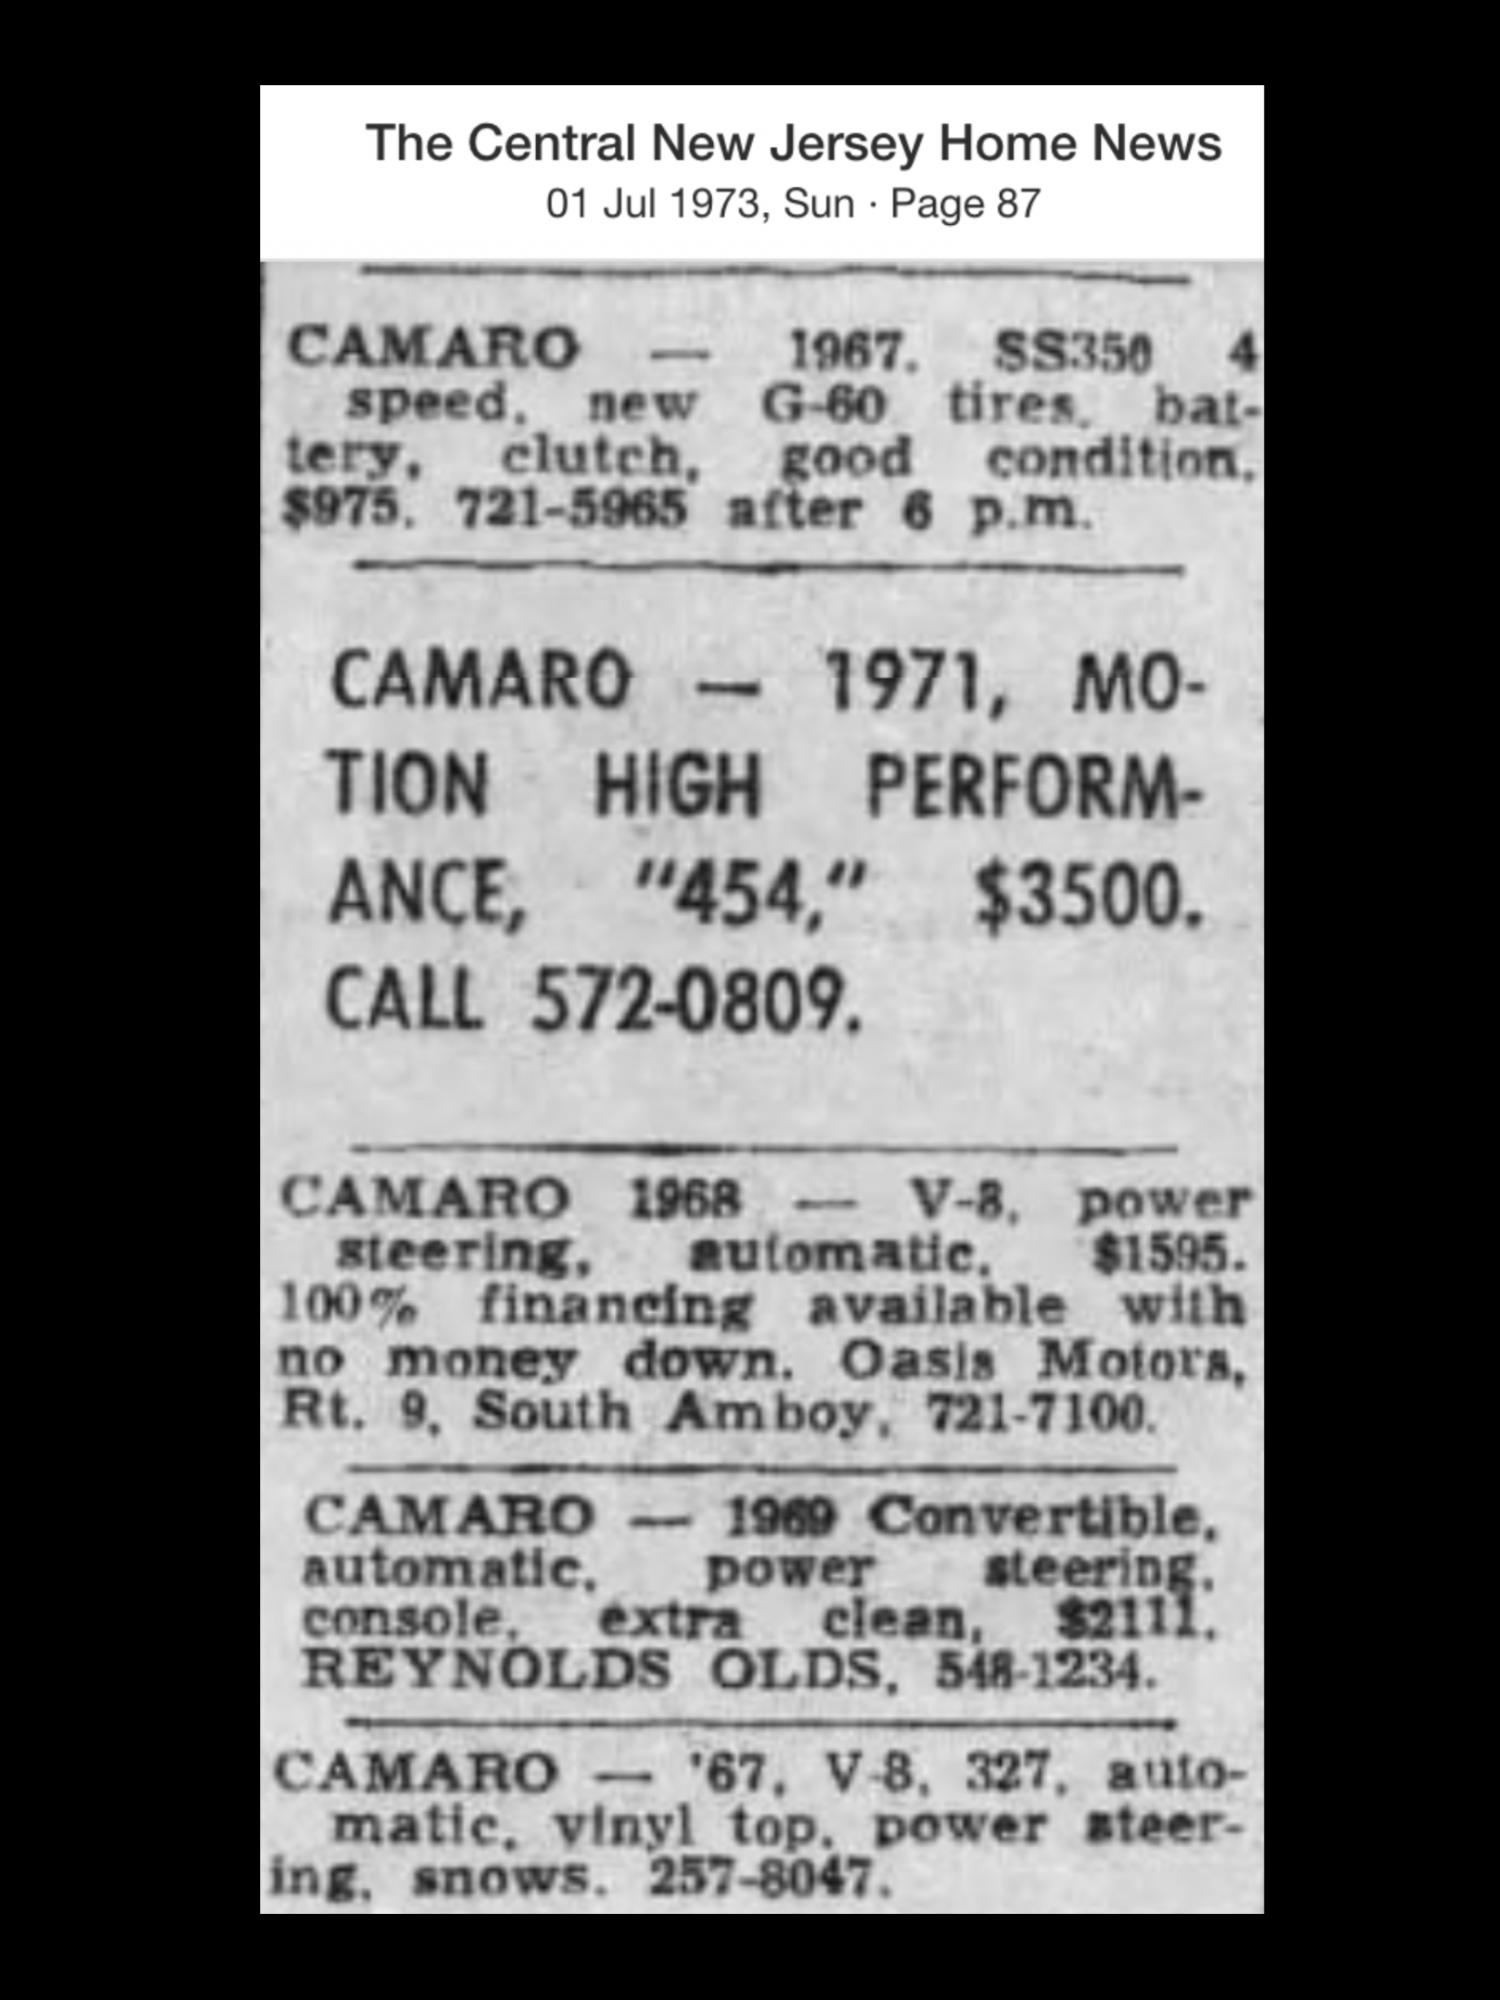 The Central New Jersey Home News
01 Jul 1973, Sun · Page 87
CAMARO — 1967. SS350 4
speed, new G-60 tires, bat-
tery, clutch, good condition,
$975. 721-5965 after 6 p.m.
CAMARO — 1971, MO-
TION HIGH PERFORM-
ANCE, "454," $3500.
CALL 572-0809.
CAMARO 1968 — V-8, power
steering, automatic, $1595.
100% financing available with
no money down. Oasis Motors,
Rt. 9, South Amboy, 721-7100.
CAMARO — 1969 Convertible,
automatic, power steering,
console, extra clean, $2111.
REYNOLDS OLDS, 548-1234.
CAMARO — '67, V-8, 327, auto-
matic, vinyl top, power steer-
ing, snows. 257-8047.